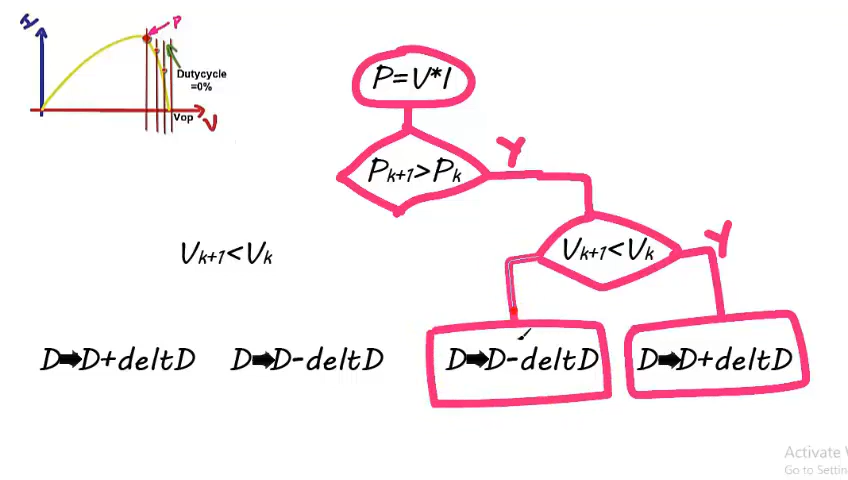 I
P
Dutycycle
=0%
Vop
V
P=V*I
Pk+1>Pk
Y
Vk+1<Vk
Vk+1<Vk
Y
D➡D+deltD
D➡D-deltD
D➡D-deltD
D➡D+deltD
Activate
Go to Settin